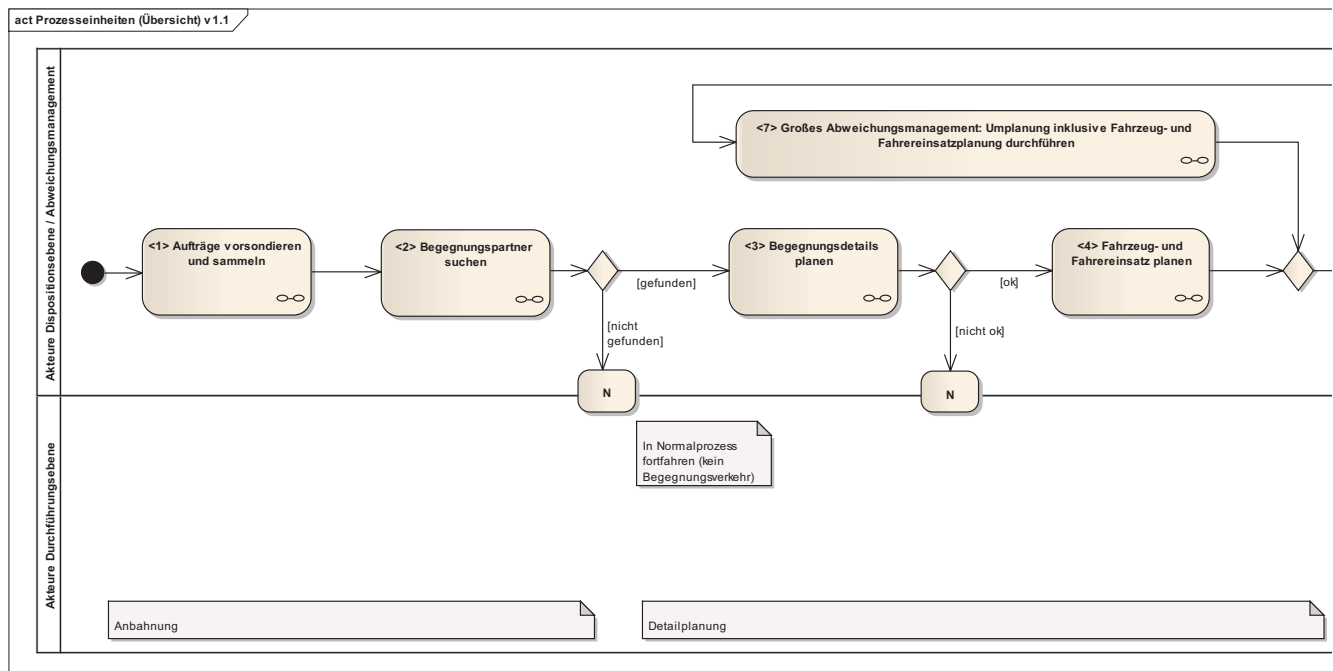 act Prozesseinheiten (Übersicht) v 1.1
Akteure Dispositionsebene / Abweichungsmanagement
<7> Großes Abweichungsmanagement: Umplanung inklusive Fahrzeug- und
Fahrereinsatzplanung durchführen
<1> Aufträge vorsondieren
und sammeln
<2> Begegnungspartner
suchen
[gefunden]
[nicht
gefunden]
N
<3> Begegnungsdetails
planen
[ok]
[nicht ok]
N
<4> Fahrzeug- und
Fahrereinsatz planen
Akteure Durchführungsebene
In Normalprozess
fortfahren (kein
Begegnungsverkehr)
Anbahnung
Detailplanung